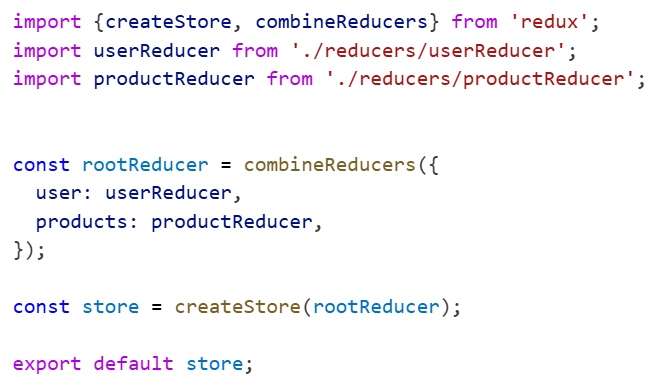 import {createStore, combineReducers} from 'redux';
import userReducer from './reducers/userReducer';
import productReducer from './reducers/productReducer';
const rootReducer = combineReducers({
  user: userReducer,
  products: productReducer,
});
const store = createStore(rootReducer);
export default store;